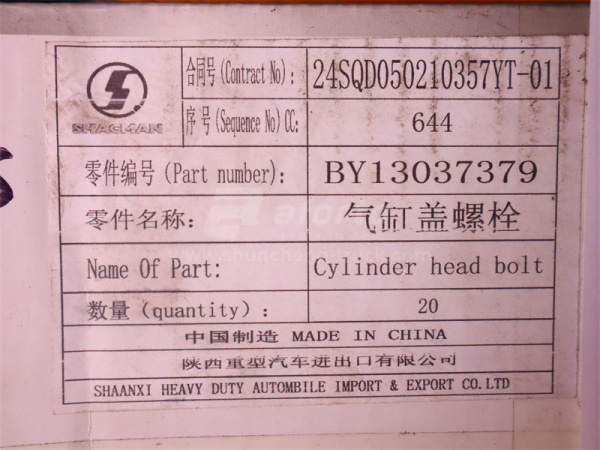 SHACMAN
合同号(Contract No): 24SQD050210357YT-01
序号(Sequence No)CC: 644
零件编号(Part number): BY13037379
零件名称: 气缸盖螺栓
Name Of Part: Cylinder head bolt
数量(quantity): 20
中国制造 MADE IN CHINA
陕西重型汽车进出口有限公司
SHAANXI HEAVY DUTY AUTOMBILE IMPORT & EXPORT CO.LTD